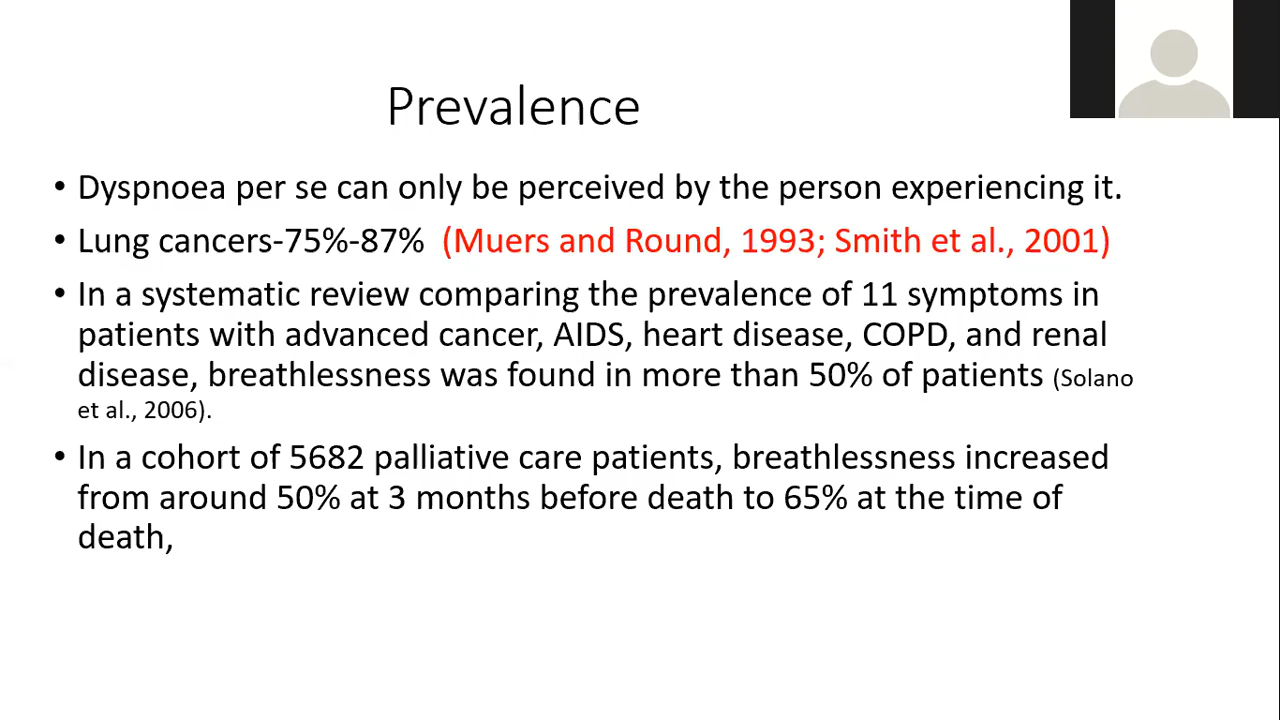 Prevalence
• Dyspnoea per se can only be perceived by the person experiencing it.
• Lung cancers-75%-87% (Muers and Round, 1993; Smith et al., 2001)
• In a systematic review comparing the prevalence of 11 symptoms in
patients with advanced cancer, AIDS, heart disease, COPD, and renal
disease, breathlessness was found in more than 50% of patients (Solano
et al., 2006).
• In a cohort of 5682 palliative care patients, breathlessness increased
from around 50% at 3 months before death to 65% at the time of
death,